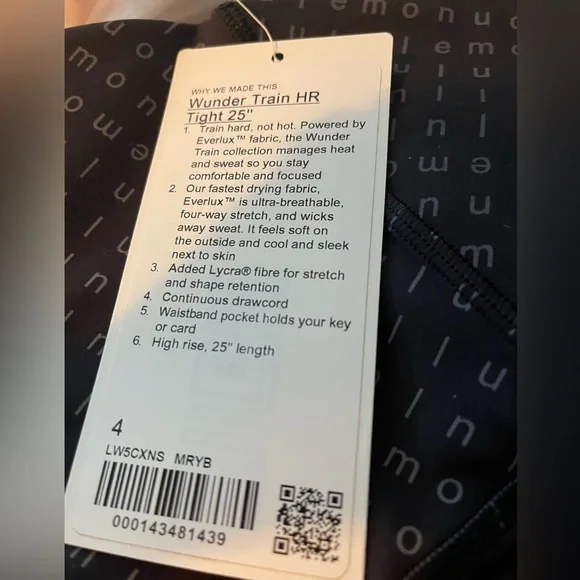 WHY WE MADE THIS
Wunder Train HR
Tight 25"
1. Train hard, not hot. Powered by
Everlux™ fabric, the Wunder
Train collection manages heat
and sweat so you stay
comfortable and focused
2. Our fastest drying fabric,
Everlux™ is ultra-breathable,
four-way stretch, and wicks
away sweat. It feels soft on
the outside and cool and sleek
next to skin
3. Added Lycra® fibre for stretch
and shape retention
4. Continuous drawcord
5. Waistband pocket holds your key
or card
6. High rise, 25" length
4
LW5CXNS MRYB
000143481439